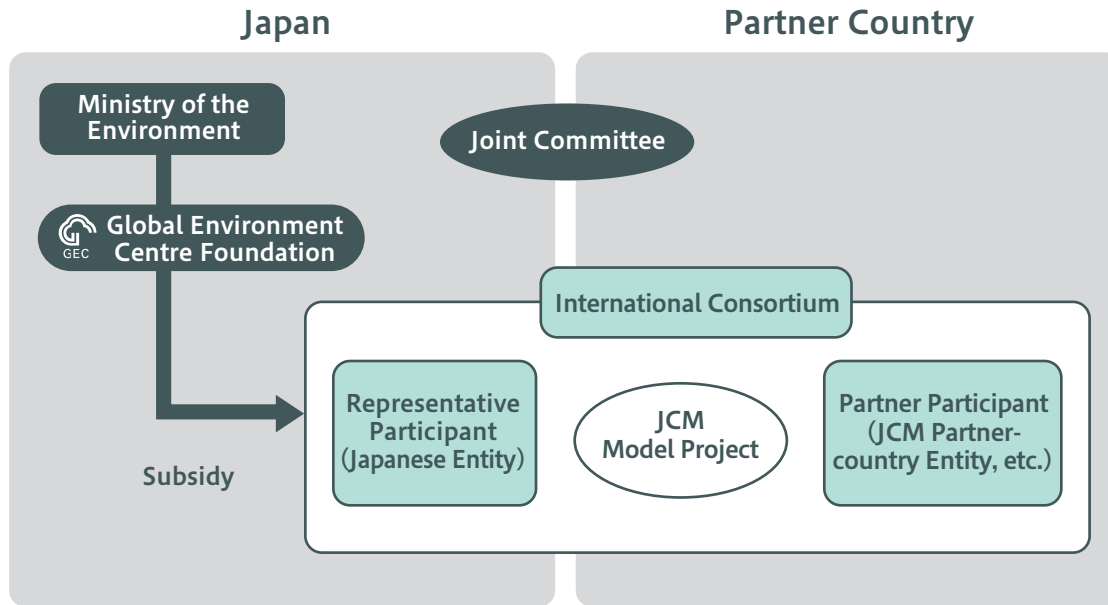 Japan
Partner Country
Ministry of the
Environment
Joint Committee
GEC
Global Environment
Centre Foundation
International Consortium
Representative
Participant
(Japanese Entity)
JCM
Model Project
Partner Participant
(JCM Partner-
country Entity, etc.)
Subsidy